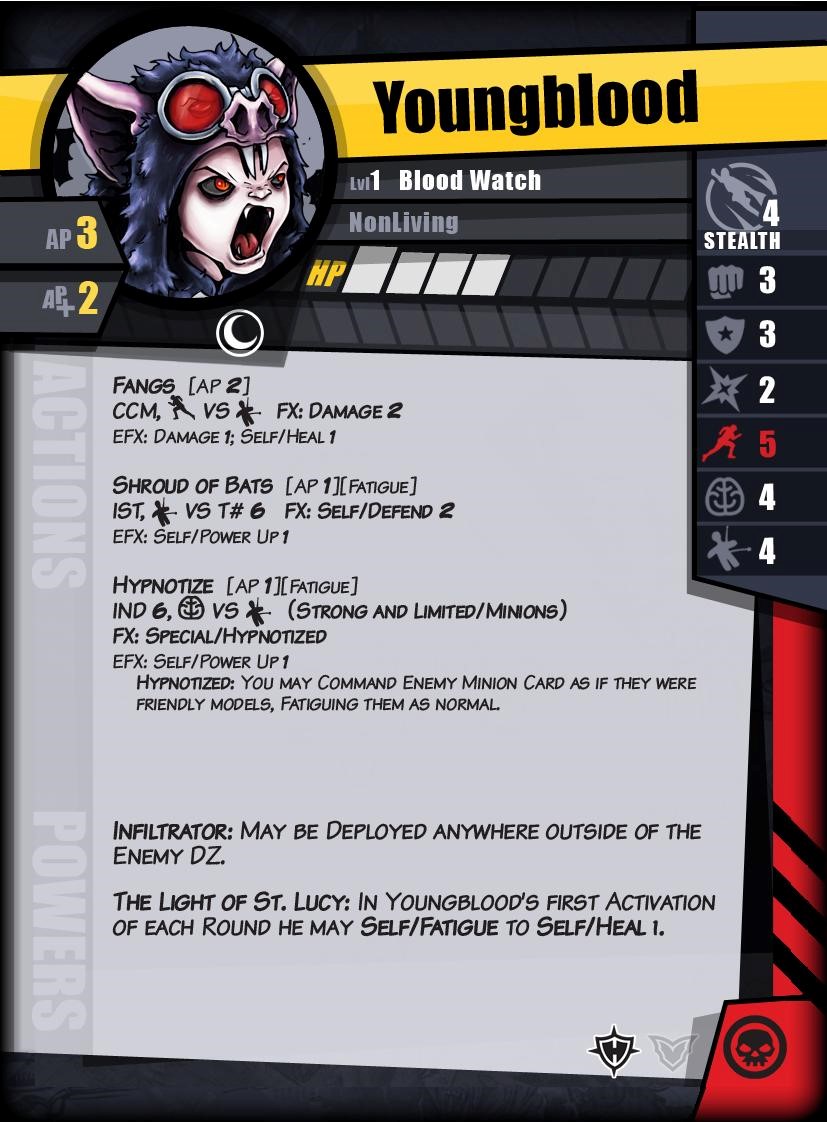 Youngblood
Lvl1 Blood Watch
NonLiving
AP 3
AP+ 2
HP
4
STEALTH
3
3
2
5
4
4
ACTIONS
FANGS [AP 2]
CCM, VS FX: DAMAGE 2
EFX: DAMAGE 1; SELF/HEAL 1
SHROUD OF BATS [AP 1][FATIGUE]
IST, VS T# 6 FX: SELF/DEFEND 2
EFX: SELF/POWER UP 1
HYPNOTIZE [AP 1][FATIGUE]
IND 6, VS (STRONG AND LIMITED/MINIONS)
FX: SPECIAL/HYPNOTIZED
EFX: SELF/POWER UP 1
HYPNOTIZED: YOU MAY COMMAND ENEMY MINION CARD AS IF THEY WERE
FRIENDLY MODELS, FATIGUING THEM AS NORMAL.
POWERS
INFILTRATOR: MAY BE DEPLOYED ANYWHERE OUTSIDE OF THE
ENEMY DZ.
THE LIGHT OF ST. LUCY: IN YOUNGBLOOD'S FIRST ACTIVATION
OF EACH ROUND HE MAY SELF/FATIGUE TO SELF/HEAL 1.
H